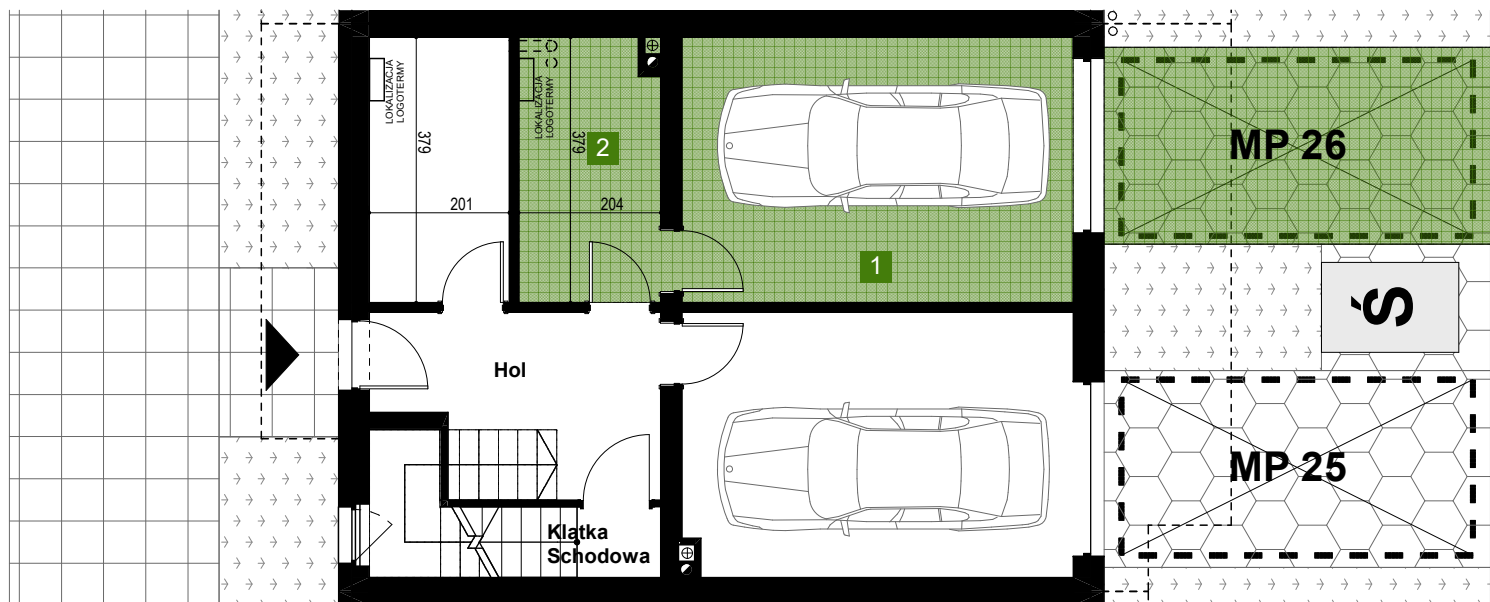 LOKALIZACJA
LOGOTERMY
379
201
LOKALIZACJA
LOGOTERMY
379
2
204
1
MP 26
Ś
Hol
MP 25
Klatka
Schodowa